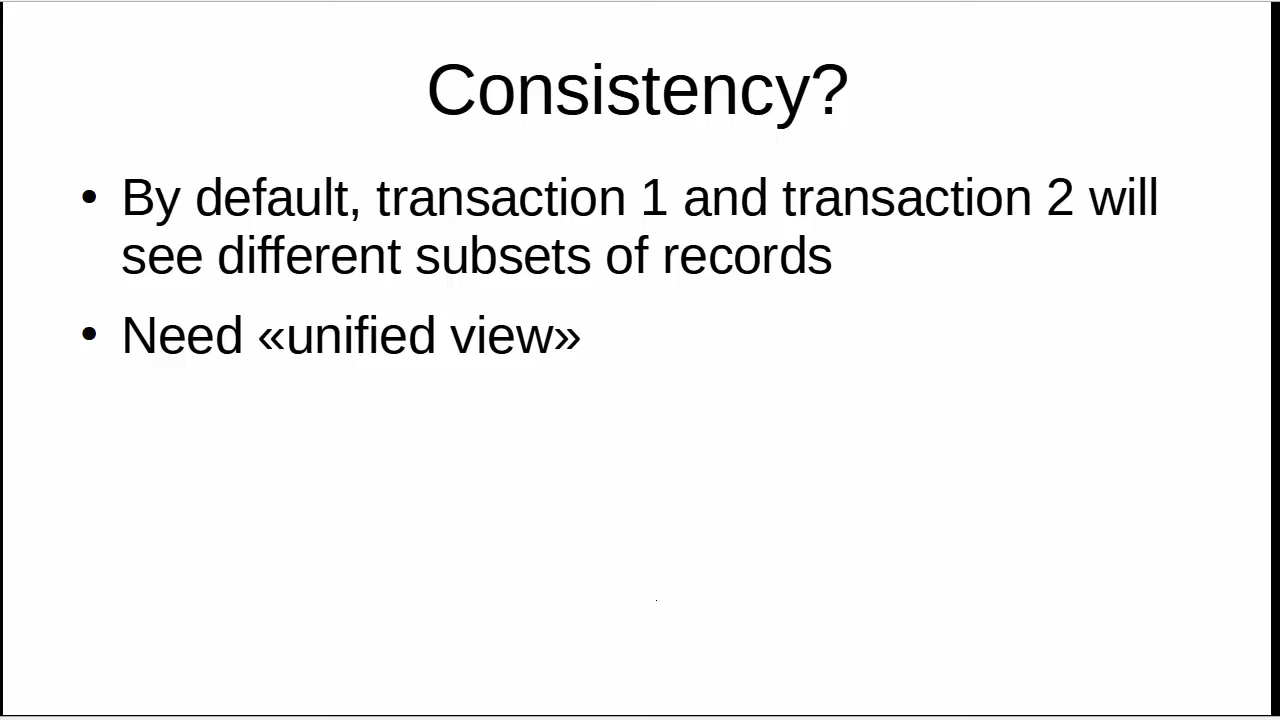 Consistency?
• By default, transaction 1 and transaction 2 will
see different subsets of records
• Need «unified view»